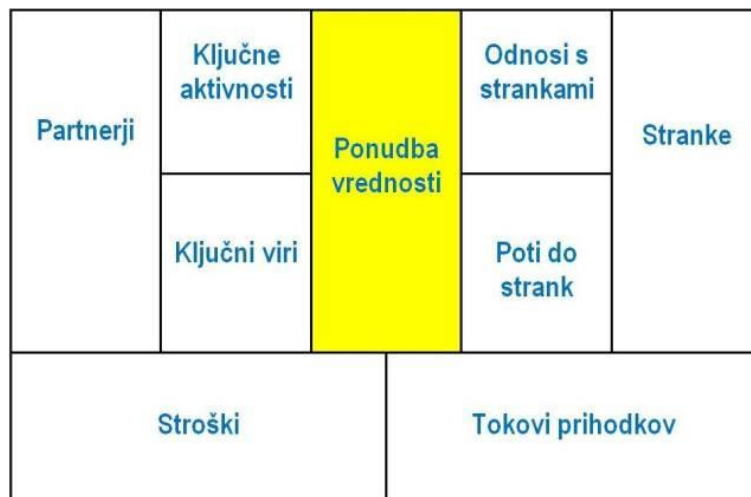 Partnerji
Ključne
aktivnosti
Ključni viri
Ponudba
vrednosti
Odnosi s
strankami
Poti do
strank
Stranke
Stroški
Tokovi prihodkov